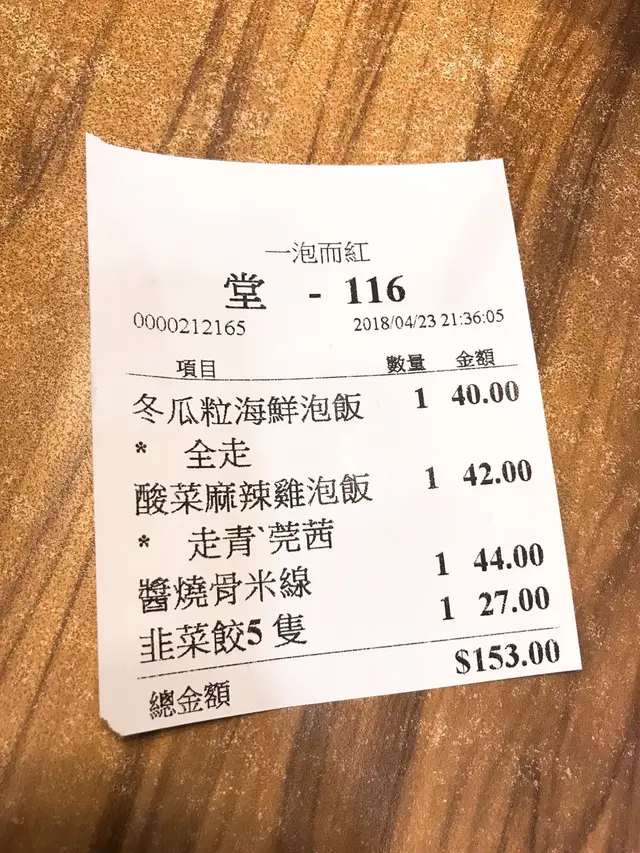 一泡而紅
堂 - 116
0000212165 2018/04/23 21:36:05
項目 數量 金額
冬瓜粒海鮮泡飯 1 40.00
* 全走
酸菜麻辣雞泡飯 1 42.00
* 走青`莞茜
醬燒骨米線 1 44.00
韭菜餃5 隻 1 27.00
總金額 $153.00